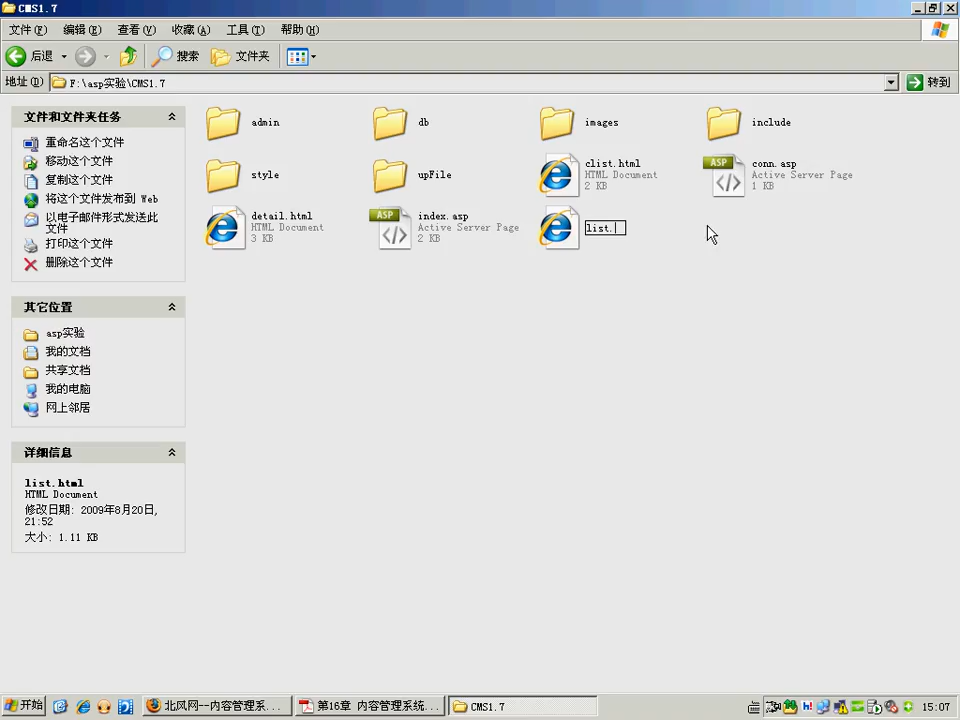 CMS1.7
文件(F) 编辑(E) 查看(V) 收藏(A) 工具(T) 帮助(H)
后退 搜索 文件夹
地址(D) F:\asp实验\CMS1.7 转到
文件和文件夹任务
重命名这个文件
移动这个文件
复制这个文件
将这个文件发布到 Web
以电子邮件形式发送此
文件
打印这个文件
删除这个文件
其它位置
asp实验
我的文档
共享文档
我的电脑
网上邻居
详细信息
list.html
HTML Document
修改日期: 2009年8月20日,
21:52
大小: 1.11 KB
admin
db
images
include
style
upFile
clist.html
HTML Document
2 KB
ASP
conn.asp
Active Server Page
1 KB
detail.html
HTML Document
3 KB
ASP
index.asp
Active Server Page
2 KB
list.
开始 北风网--内容管理系... 第16章 内容管理系统... CMS1.7 15:07